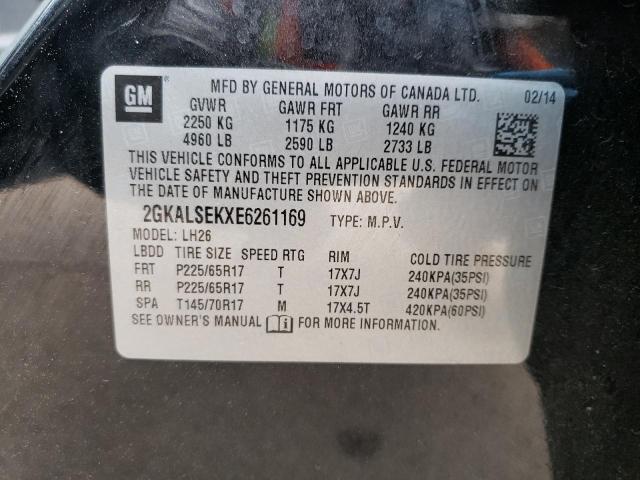 GM
MFD BY GENERAL MOTORS OF CANADA LTD. 02/14
GVWR GAWR FRT GAWR RR
2250 KG 1175 KG 1240 KG
4960 LB 2590 LB 2733 LB
THIS VEHICLE CONFORMS TO ALL APPLICABLE U.S. FEDERAL MOTOR
VEHICLE SAFETY AND THEFT PREVENTION STANDARDS IN EFFECT ON
THE DATE OF MANUFACTURE SHOWN ABOVE.
2GKALSEKXE6261169 TYPE: M.P.V.
MODEL: LH26
LBDD TIRE SIZE SPEED RTG RIM COLD TIRE PRESSURE
FRT P225/65R17 T 17X7J 240KPA(35PSI)
RR P225/65R17 T 17X7J 240KPA(35PSI)
SPA T145/70R17 M 17X4.5T 420KPA(60PSI)
SEE OWNER'S MANUAL FOR MORE INFORMATION.